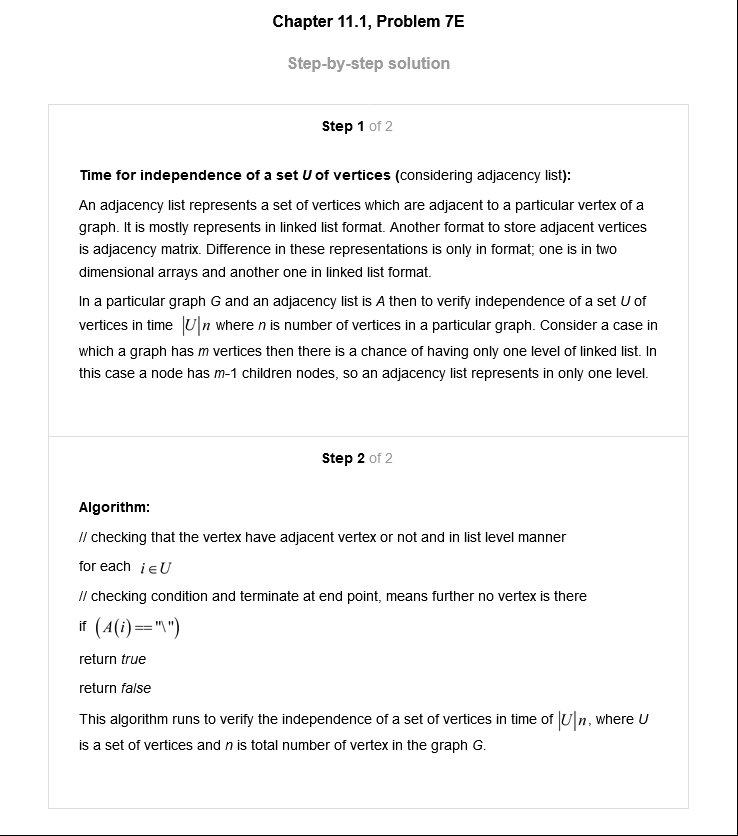 Chapter 11.1, Problem 7E
Step-by-step solution
Step 1 of 2
Time for independence of a set U of vertices (considering adjacency list):
An adjacency list represents a set of vertices which are adjacent to a particular vertex of a
graph. It is mostly represents in linked list format. Another format to store adjacent vertices
is adjacency matrix. Difference in these representations is only in format; one is in two
dimensional arrays and another one in linked list format.
In a particular graph G and an adjacency list is A then to verify independence of a set U of
vertices in time |U|n where n is number of vertices in a particular graph. Consider a case in
which a graph has m vertices then there is a chance of having only one level of linked list. In
this case a node has m-1 children nodes, so an adjacency list represents in only one level.
Step 2 of 2
Algorithm:
// checking that the vertex have adjacent vertex or not and in list level manner
for each i∈U
// checking condition and terminate at end point, means further no vertex is there
if (A(i)=="\")
return true
return false
This algorithm runs to verify the independence of a set of vertices in time of |U|n, where U
is a set of vertices and n is total number of vertex in the graph G.